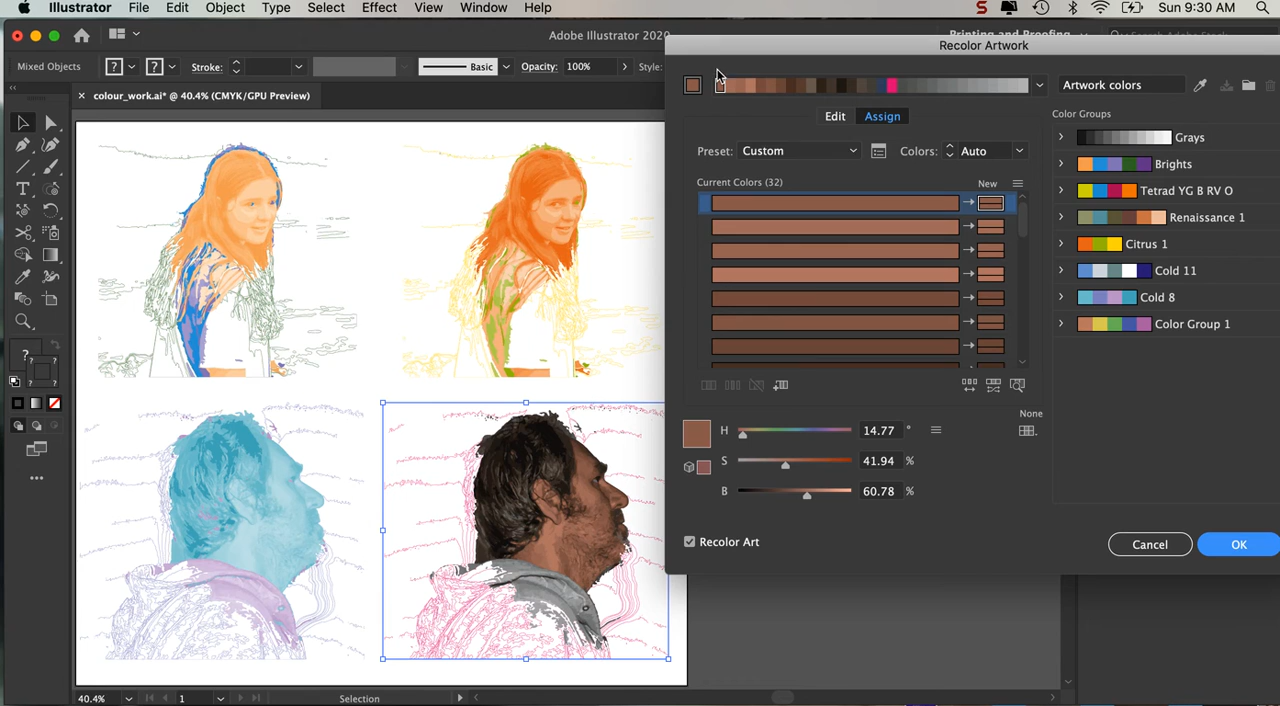 Illustrator File Edit Object Type Select Effect View Window Help S Sun 9:30 AM
Adobe Illustrator 2020
Printing and Proofing
Recolor Artwork
Mixed Objects ? ? Stroke: Basic Opacity: 100% Style:
× colour_work.ai* @ 40.4% (CMYK/GPU Preview)
Artwork colors
Edit Assign
Color Groups
Preset: Custom Colors: Auto
Current Colors (32) New
Grays
Brights
Tetrad YG B RV O
Renaissance 1
Citrus 1
Cold 11
Cold 8
Color Group 1
None
H 14.77 °
S 41.94 %
B 60.78 %
Recolor Art
Cancel OK
40.4% 1 Selection